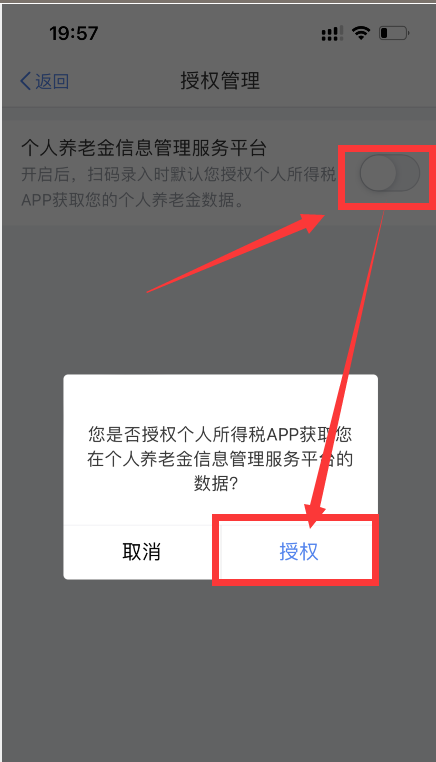 19:57
返回
授权管理
个人养老金信息管理服务平台
开启后，扫码录入时默认您授权个人所得税
APP获取您的个人养老金数据。
您是否授权个人所得税APP获取您
在个人养老金信息管理服务平台的
数据?
取消
授权